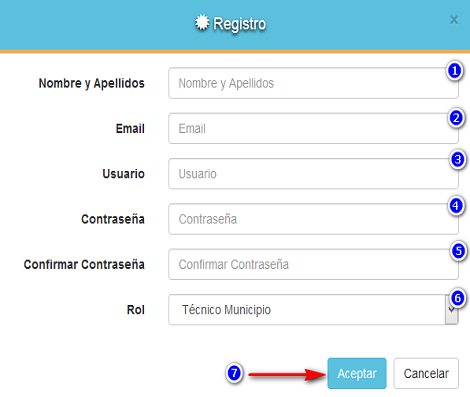 Registro x
1
Nombre y Apellidos Nombre y Apellidos
2
Email Email
3
Usuario Usuario
4
Contraseña Contraseña
5
Confirmar Contraseña Confirmar Contraseña
6
Rol Técnico Municipio
7 Aceptar Cancelar